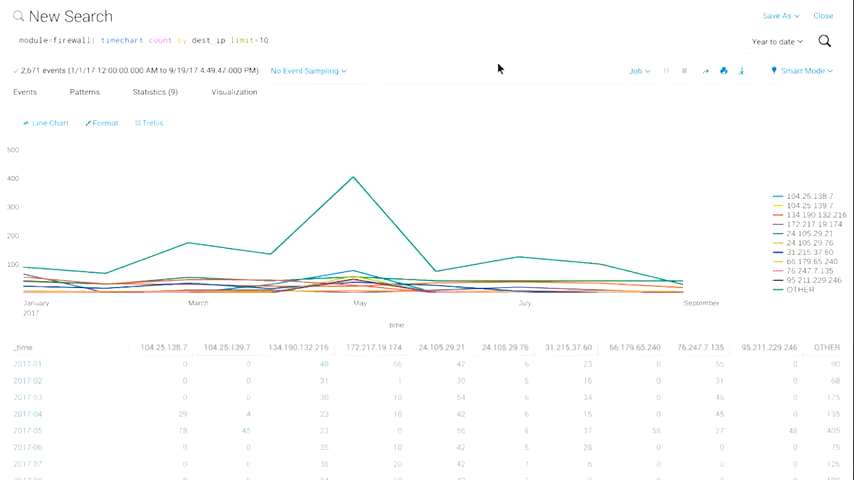 New Search
Save As
Close
module=firewall| timechart count by dest_ip limit=10
Year to date
✓ 2,671 events (1/1/17 12:00:00.000 AM to 9/19/17 4:49:47.000 PM)
No Event Sampling
Job
Smart Mode
Events
Patterns
Statistics (9)
Visualization
Line Chart
Format
Trellis
500
400
300
200
100
104.25.138.7
104.25.139.7
134.190.132.216
172.217.19.174
24.105.29.21
24.105.29.76
31.215.37.60
66.179.65.240
76.247.7.135
95.211.229.246
OTHER
January
2017
March
May
July
September
time
_time 104.25.138.7 104.25.139.7 134.190.132.216 172.217.19.174 24.105.29.21 24.105.29.76 31.215.37.60 66.179.65.240 76.247.7.135 95.211.229.246 OTHER
2017-01 0 0 40 56 42 6 23 0 55 0 90
2017-02 0 0 31 1 30 5 16 0 31 0 68
2017-03 0 0 30 10 54 6 34 0 46 0 175
2017-04 29 4 23 18 42 6 15 0 45 0 135
2017-05 78 45 23 0 56 8 37 58 27 48 405
2017-06 0 0 35 10 42 5 28 0 0 0 75
2017-07 0 0 38 20 42 7 6 0 0 0 126